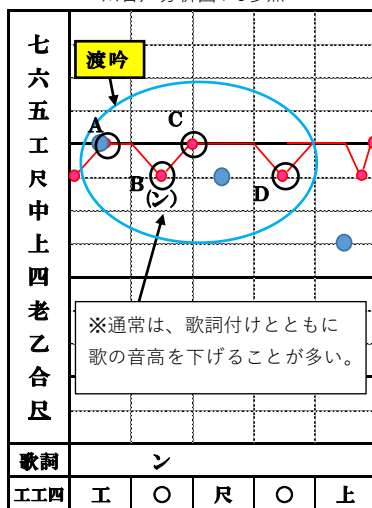 七
六
五
工
尺
中
上
四
老
乙
合
尺
渡吟
A
C
B
(ン)
D
※通常は、歌詞付けとともに
歌の音高を下げることが多い。
歌詞 ン
工工四 工 〇 尺 〇 上